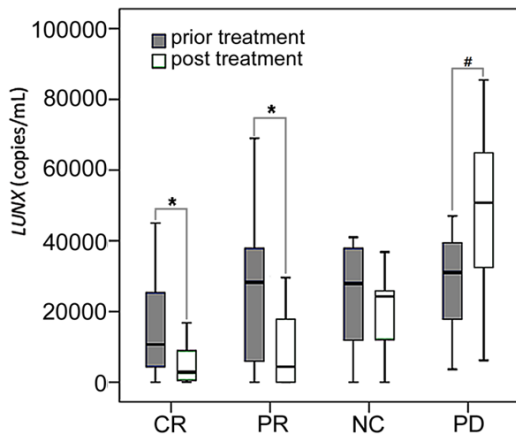 LUNX (copies/mL)
100000
80000
60000
40000
20000
0
prior treatment
post treatment
*
*
#
CR PR NC PD